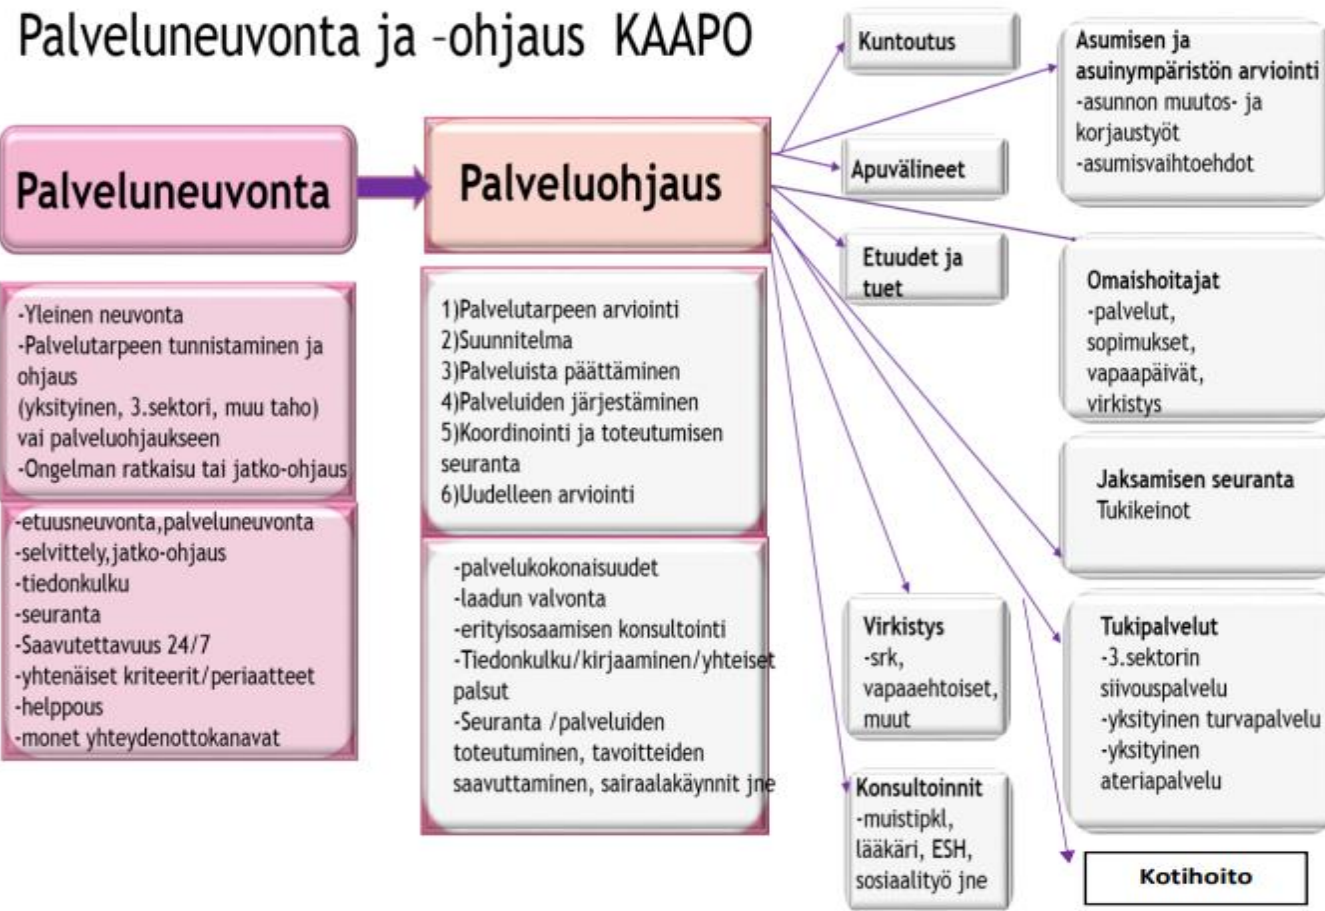 Palveluneuvonta ja -ohjaus KAAPO
Palveluneuvonta
-Yleinen neuvonta
-Palvelutarpeen tunnistaminen ja
ohjaus
(yksityinen, 3.sektori, muu taho)
vai palveluohjaukseen
-Ongelman ratkaisu tai jatko-ohjaus
-etuusneuvonta,palveluneuvonta
-selvittely,jatko-ohjaus
-tiedonkulku
-seuranta
-Saavutettavuus 24/7
-yhtenäiset kriteerit/periaatteet
-helppous
-monet yhteydenottokanavat
Palveluohjaus
1)Palvelutarpeen arviointi
2)Suunnitelma
3)Palveluista päättäminen
4)Palveluiden järjestäminen
5)Koordinointi ja toteutumisen
seuranta
6)Uudelleen arviointi
-palvelukokonaisuudet
-laadun valvonta
-erityisosaamisen konsultointi
-Tiedonkulku/kirjaaminen/yhteiset
palsut
-Seuranta /palveluiden
toteutuminen, tavoitteiden
saavuttaminen, sairaalakäynnit jne
Kuntoutus
Apuvälineet
Etuudet ja
tuet
Virkistys
-srk,
vapaaehtoiset,
muut
Konsultoinnit
-muistipkl,
lääkäri, ESH,
sosiaalityö jne
Asumisen ja
asuinympäristön arviointi
-asunnon muutos- ja
korjaustyöt
-asumisvaihtoehdot
Omaishoitajat
-palvelut,
sopimukset,
vapaapäivät,
virkistys
Jaksamisen seuranta
Tukikeinot
Tukipalvelut
-3.sektorin
siivouspalvelu
-yksityinen turvapalvelu
-yksityinen
ateriapalvelu
Kotihoito